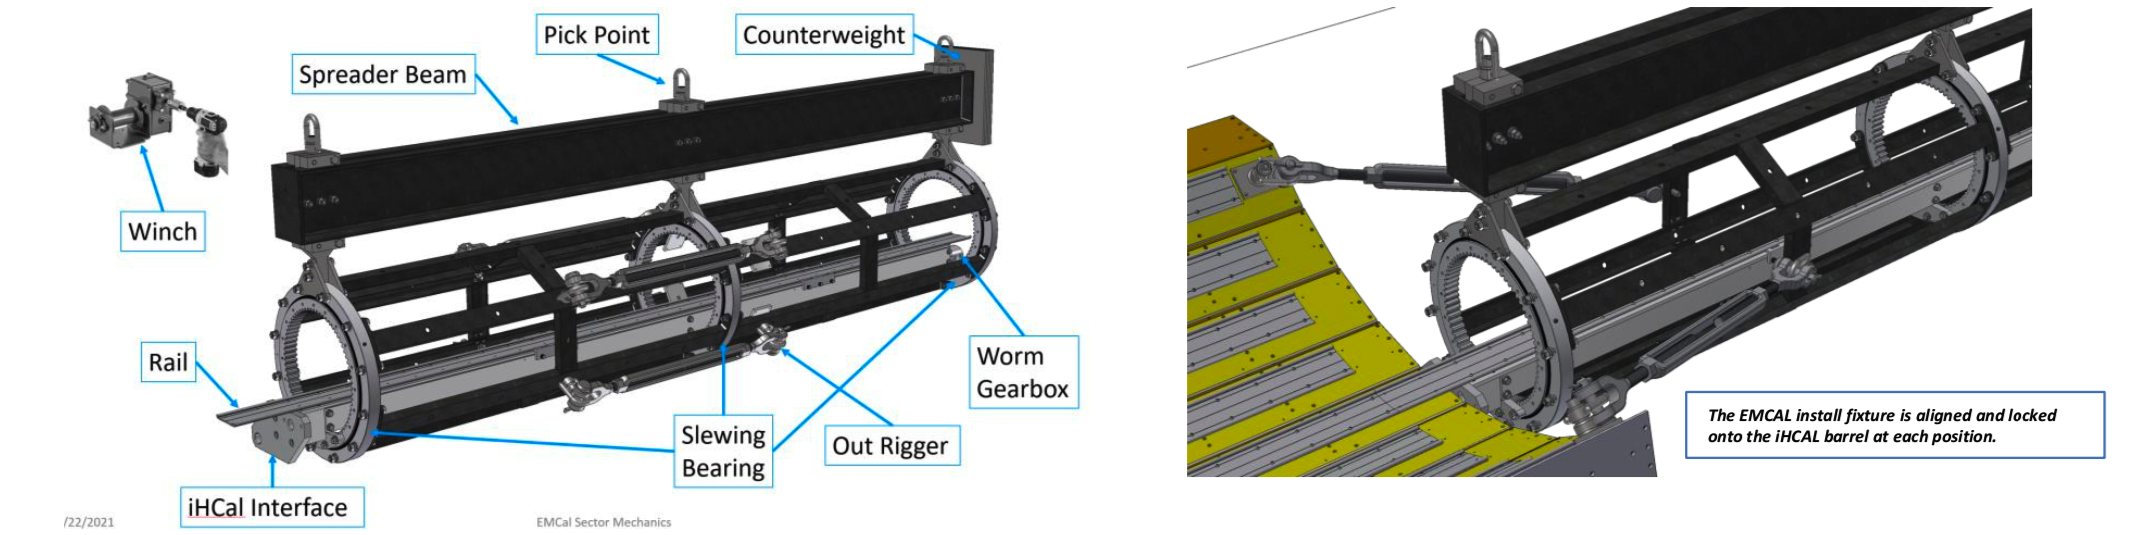 Pick Point
Counterweight
Spreader Beam
Winch
Rail
Worm
Gearbox
Slewing
Bearing
Out Rigger
iHCal Interface
/22/2021
EMCal Sector Mechanics
The EMCAL install fixture is aligned and locked
onto the iHCAL barrel at each position.